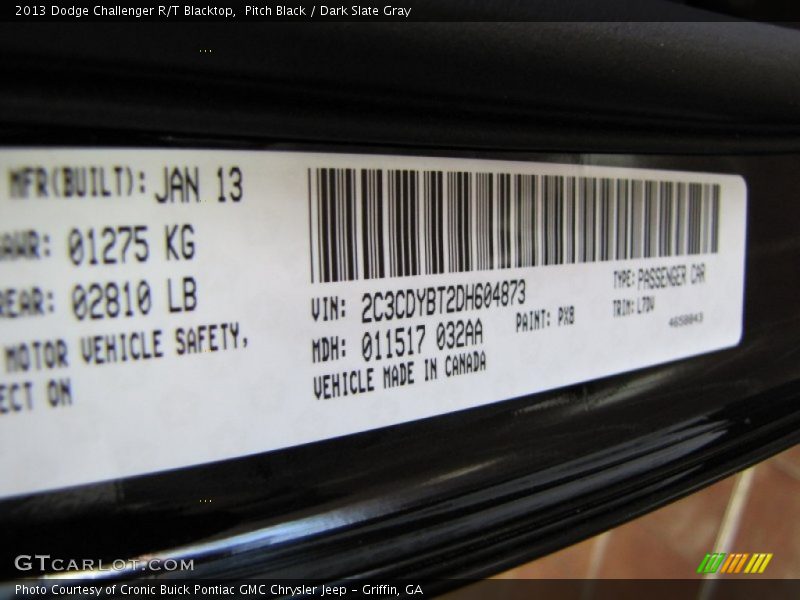 2013 Dodge Challenger R/T Blacktop,  Pitch Black / Dark Slate Gray
MFR(BUILT): JAN 13
GAWR: 01275 KG
REAR: 02810 LB
MOTOR VEHICLE SAFETY,
ECT ON
VIN: 2C3CDYBT2DH604873
TYPE: PASSENGER CAR
MDH: 011517 032AA
PAINT: PXB
TRIM: L7DV
4650043
VEHICLE MADE IN CANADA
GTCARLOT.COM
Photo Courtesy of Cronic Buick Pontiac GMC Chrysler Jeep - Griffin, GA